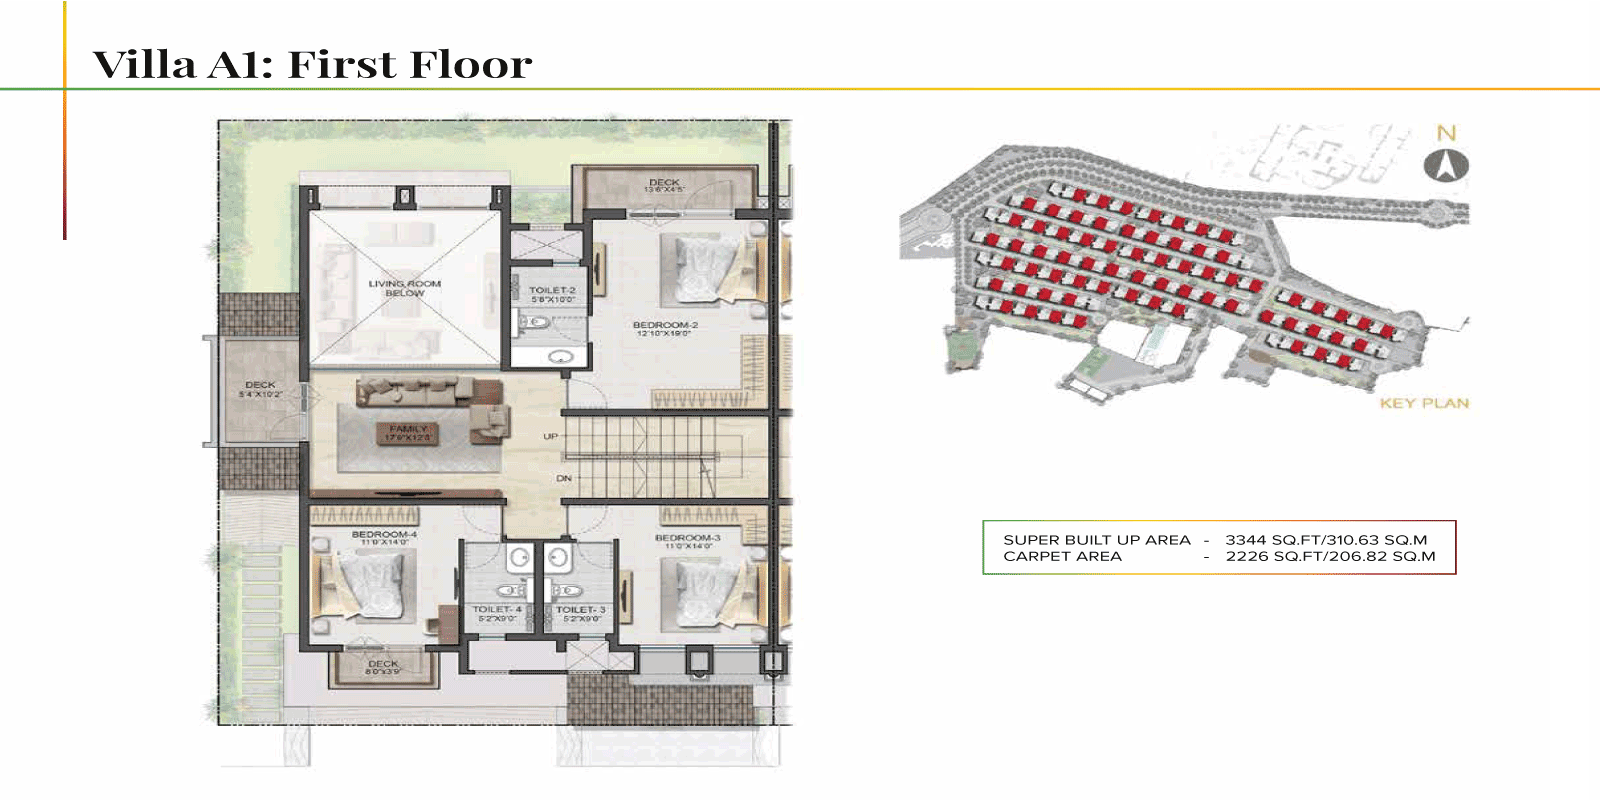 Villa A1: First Floor
N
DECK
13'6"X4'5"
LIVING ROOM
BELOW
TOILET-2
5'8"X10'0"
BEDROOM-2
12'10"X19'0"
DECK
5'4"X10'2"
FAMILY
UP
DN
KEY PLAN
BEDROOM-4
11'0"X14'0"
BEDROOM-3
11'0"X14'0"
SUPER BUILT UP AREA - 3344 SQ.FT/310.63 SQ.M
CARPET AREA - 2226 SQ.FT/206.82 SQ.M
TOILET- 4
5'2"X9'0"
TOILET- 3
5'2"X9'0"
DECK
8'0"X3'9"